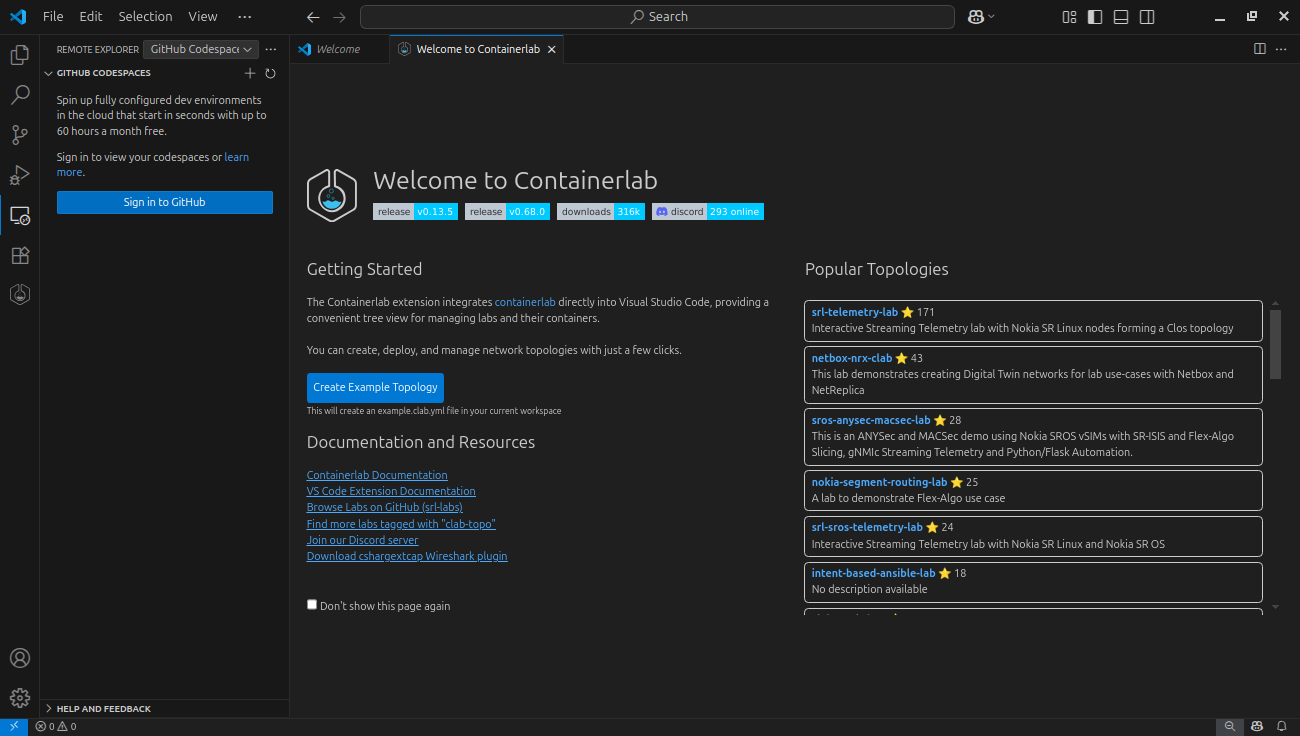 File Edit Selection View ···
Search
REMOTE EXPLORER GitHub Codespace
Welcome
Welcome to Containerlab
GITHUB CODESPACES
Spin up fully configured dev environments
in the cloud that start in seconds with up to
60 hours a month free.
Sign in to view your codespaces or learn
more.
Sign in to GitHub
HELP AND FEEDBACK
Welcome to Containerlab
release v0.13.5 release v0.68.0 downloads 316k discord 293 online
Getting Started
The Containerlab extension integrates containerlab directly into Visual Studio Code, providing a
convenient tree view for managing labs and their containers.
You can create, deploy, and manage network topologies with just a few clicks.
Create Example Topology
This will create an example.clab.yml file in your current workspace
Documentation and Resources
Containerlab Documentation
VS Code Extension Documentation
Browse Labs on GitHub (srl-labs)
Find more labs tagged with "clab-topo"
Join our Discord server
Download cshargextcap Wireshark plugin
Don't show this page again
Popular Topologies
srl-telemetry-lab ⭐ 171
Interactive Streaming Telemetry lab with Nokia SR Linux nodes forming a Clos topology
netbox-nrx-clab ⭐ 43
This lab demonstrates creating Digital Twin networks for lab use-cases with Netbox and
NetReplica
sros-anysec-macsec-lab ⭐ 28
This is an ANYSec and MACSec demo using Nokia SROS vSIMs with SR-ISIS and Flex-Algo
Slicing, gNMIc Streaming Telemetry and Python/Flask Automation.
nokia-segment-routing-lab ⭐ 25
A lab to demonstrate Flex-Algo use case
srl-sros-telemetry-lab ⭐ 24
Interactive Streaming Telemetry lab with Nokia SR Linux and Nokia SR OS
intent-based-ansible-lab ⭐ 18
No description available
0 0